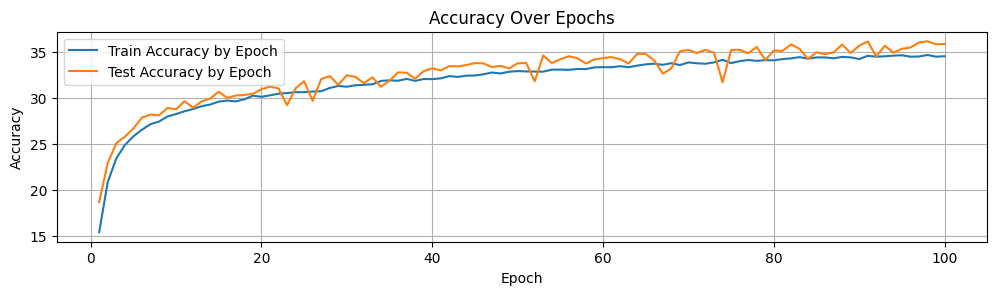 Accuracy Over Epochs
Train Accuracy by Epoch
Test Accuracy by Epoch
Accuracy
35
30
25
20
15
0 20 40 60 80 100
Epoch